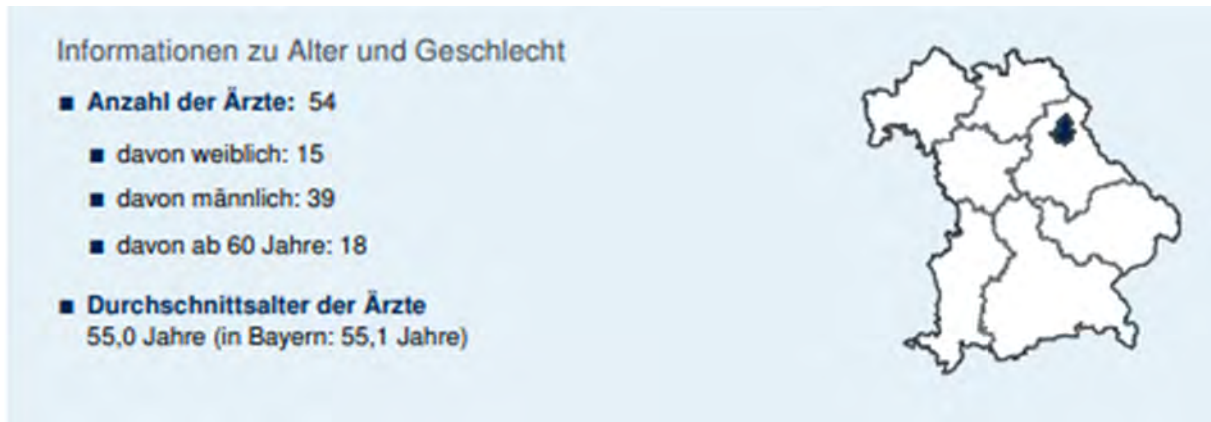 Informationen zu Alter und Geschlecht
■ Anzahl der Ärzte: 54
■ davon weiblich: 15
■ davon männlich: 39
■ davon ab 60 Jahre: 18
■ Durchschnittsalter der Ärzte
55,0 Jahre (in Bayern: 55,1 Jahre)